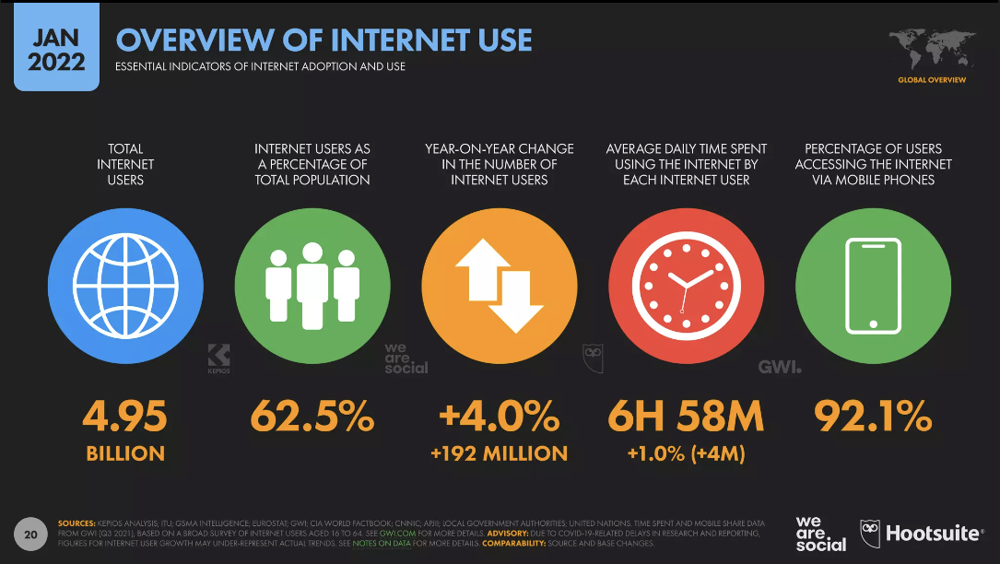 JAN
2022
OVERVIEW OF INTERNET USE
ESSENTIAL INDICATORS OF INTERNET ADOPTION AND USE
GLOBAL OVERVIEW
TOTAL
INTERNET
USERS
INTERNET USERS AS
A PERCENTAGE OF
TOTAL POPULATION
YEAR-ON-YEAR CHANGE
IN THE NUMBER OF
INTERNET USERS
AVERAGE DAILY TIME SPENT
USING THE INTERNET BY
EACH INTERNET USER
PERCENTAGE OF USERS
ACCESSING THE INTERNET
VIA MOBILE PHONES
KEPIOS
we
are
social
GWI.
4.95
BILLION
62.5%
+4.0%
+192 MILLION
6H 58M
+1.0% (+4M)
92.1%
20
SOURCES: KEPIOS ANALYSIS; ITU; GSMA INTELLIGENCE; EUROSTAT; GWI; CIA WORLD FACTBOOK; CNNIC; APJII; LOCAL GOVERNMENT AUTHORITIES; UNITED NATIONS. TIME SPENT AND MOBILE SHARE DATA
FROM GWI (Q3 2021), BASED ON A BROAD SURVEY OF INTERNET USERS AGED 16 TO 64. SEE GWI.COM FOR MORE DETAILS. ADVISORY: DUE TO COVID-19-RELATED DELAYS IN RESEARCH AND REPORTING,
FIGURES FOR INTERNET USER GROWTH MAY UNDER-REPRESENT ACTUAL TRENDS. SEE NOTES ON DATA FOR MORE DETAILS. COMPARABILITY: SOURCE AND BASE CHANGES.
we
are
social
Hootsuite®